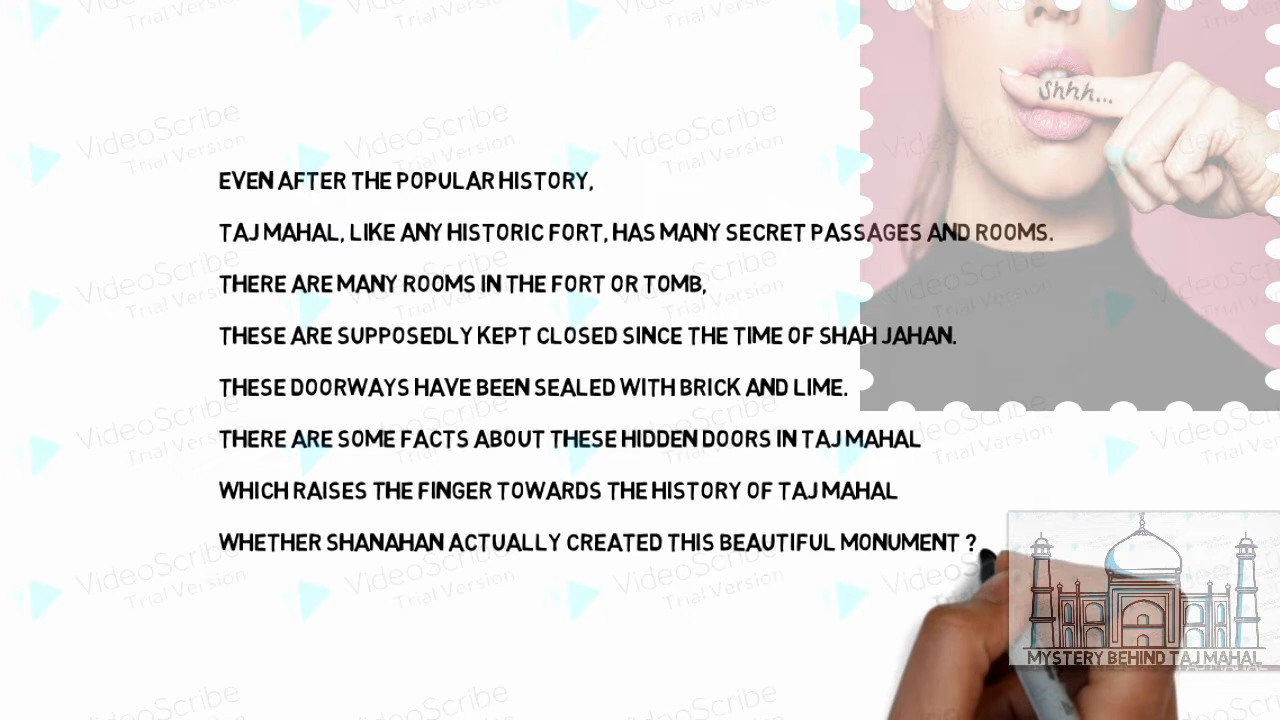 Shhh...
EVEN AFTER THE POPULAR HISTORY,
TAJ MAHAL, LIKE ANY HISTORIC FORT, HAS MANY SECRET PASSAGES AND ROOMS.
THERE ARE MANY ROOMS IN THE FORT OR TOMB,
THESE ARE SUPPOSEDLY KEPT CLOSED SINCE THE TIME OF SHAH JAHAN.
THESE DOORWAYS HAVE BEEN SEALED WITH BRICK AND LIME.
THERE ARE SOME FACTS ABOUT THESE HIDDEN DOORS IN TAJ MAHAL
WHICH RAISES THE FINGER TOWARDS THE HISTORY OF TAJ MAHAL
WHETHER SHANAHAN ACTUALLY CREATED THIS BEAUTIFUL MONUMENT ?
MYSTERY BEHIND TAJ MAHAL
VideoScribe
Trial Version